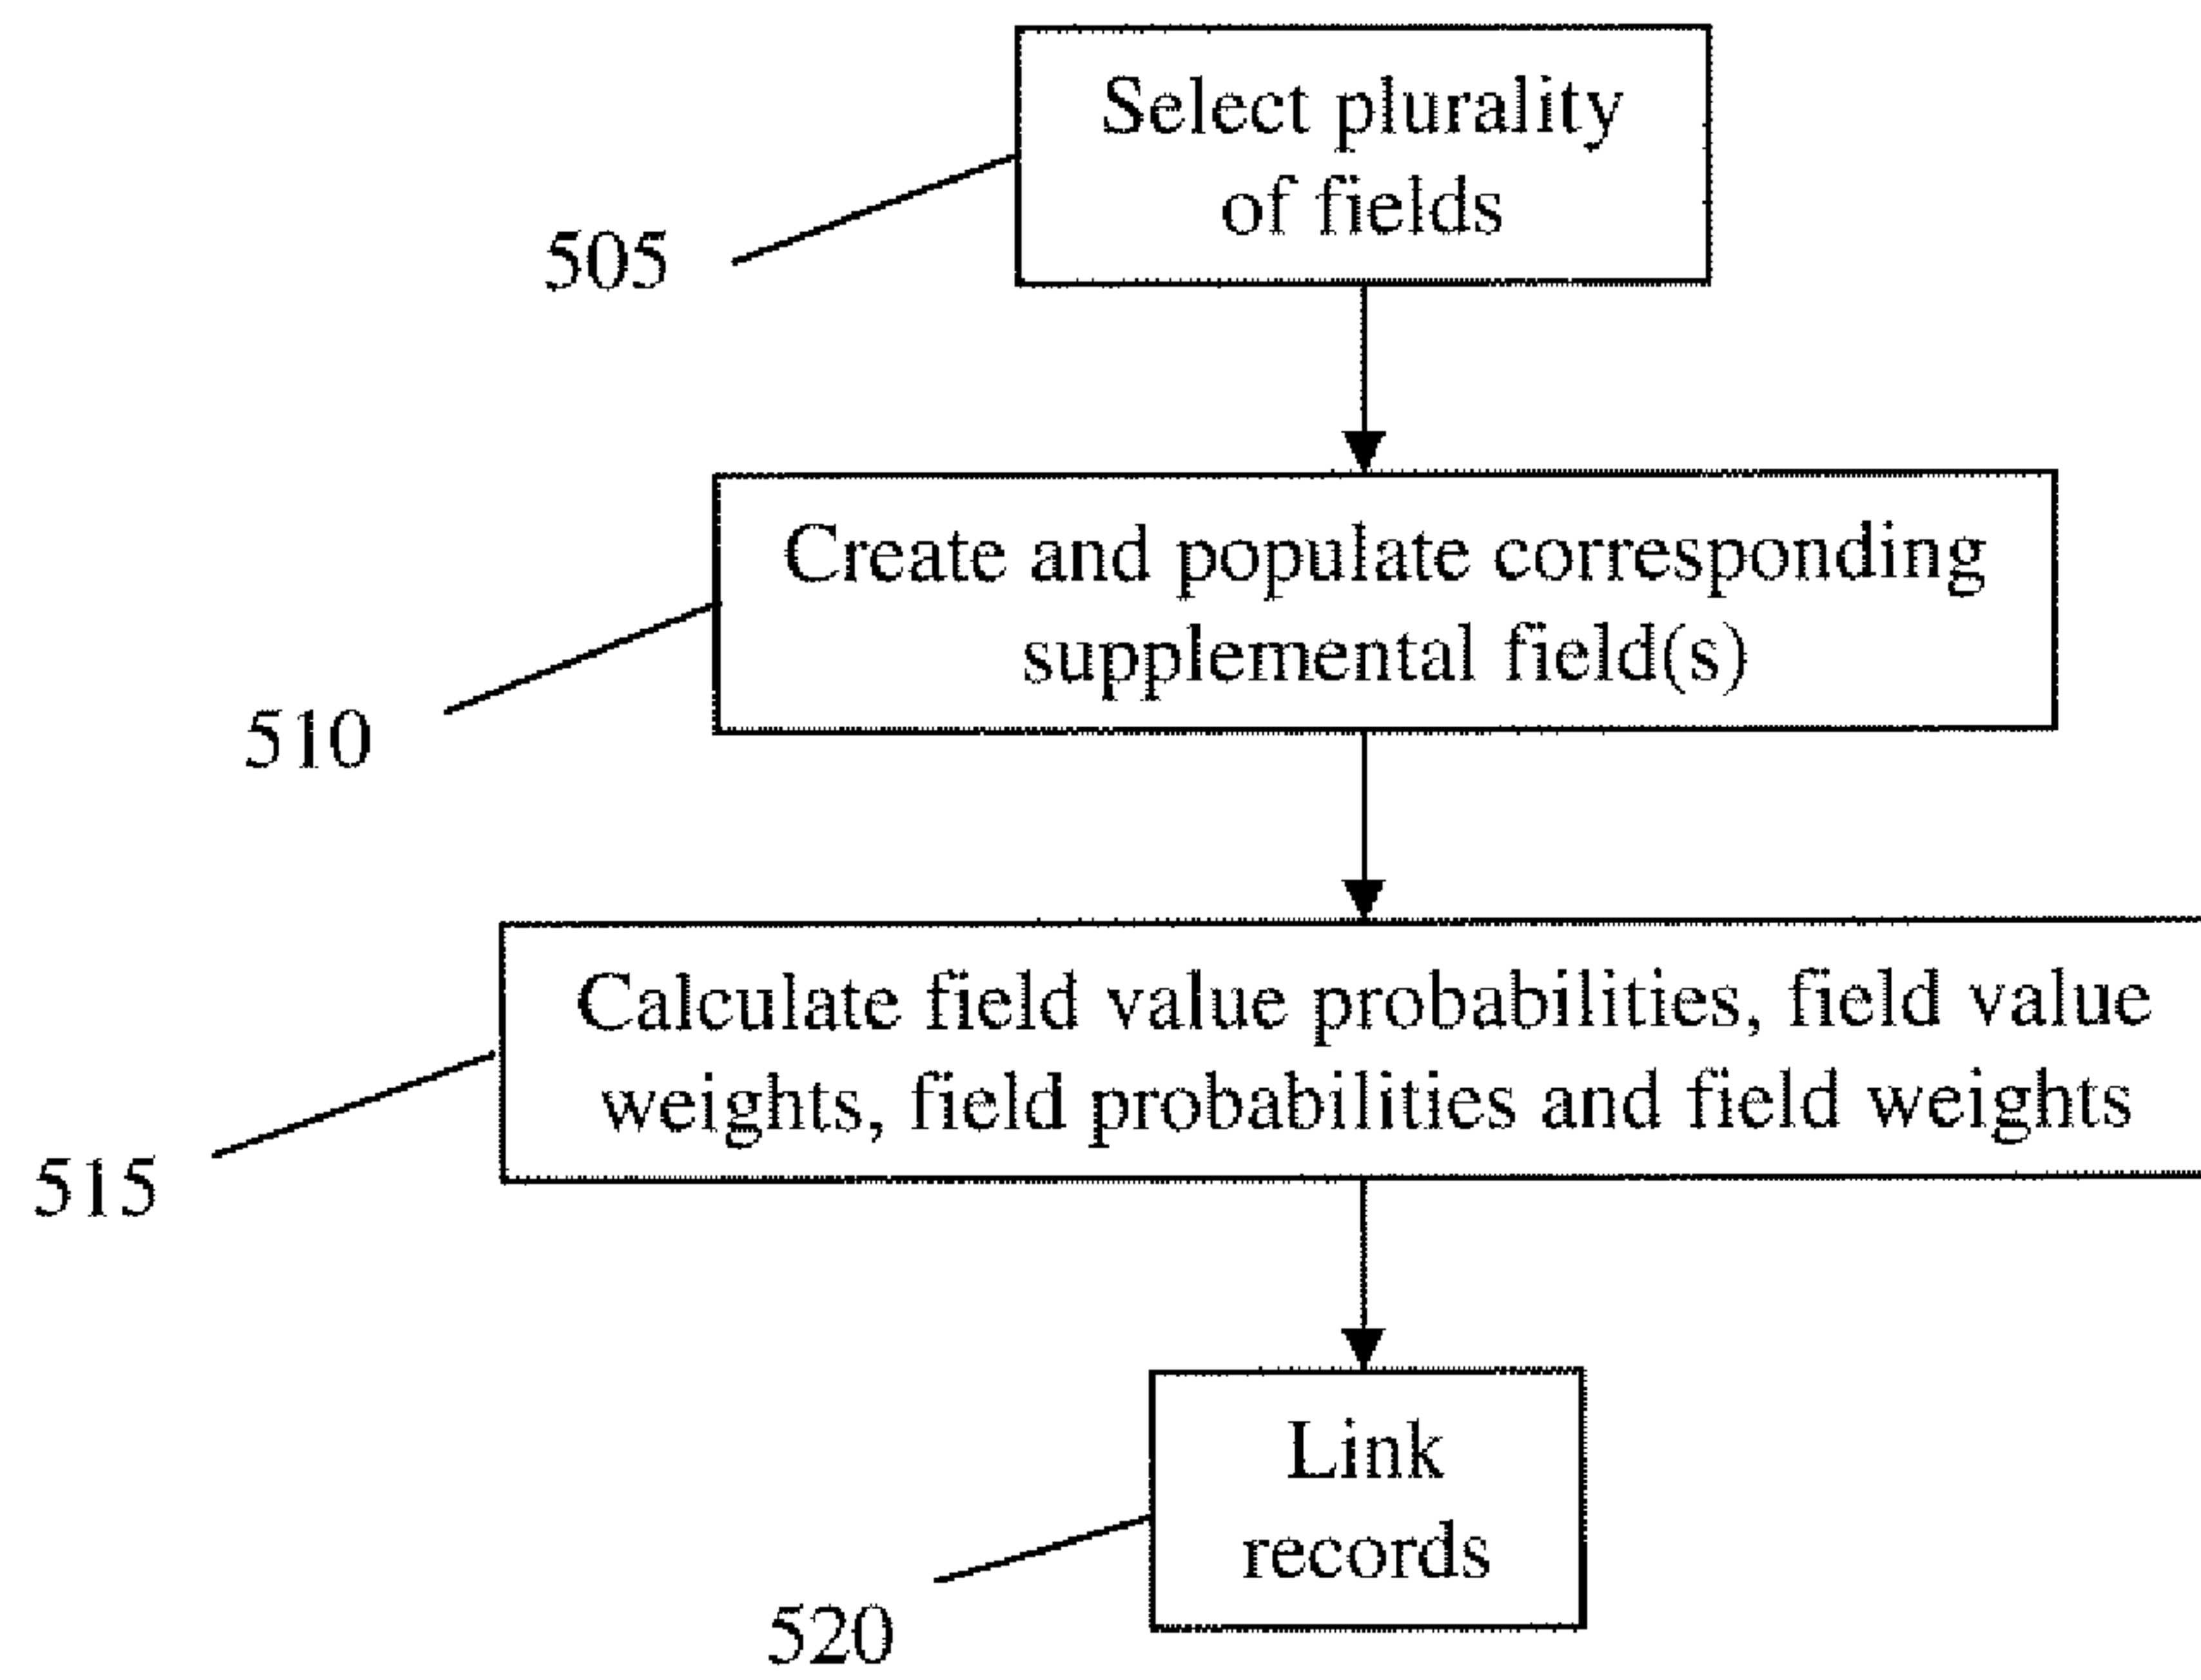 Select plurality
of fields
505
Create and populate corresponding
supplemental field(s)
510
Calculate field value probabilities, field value
weights, field probabilities and field weights
515
Link
records
520